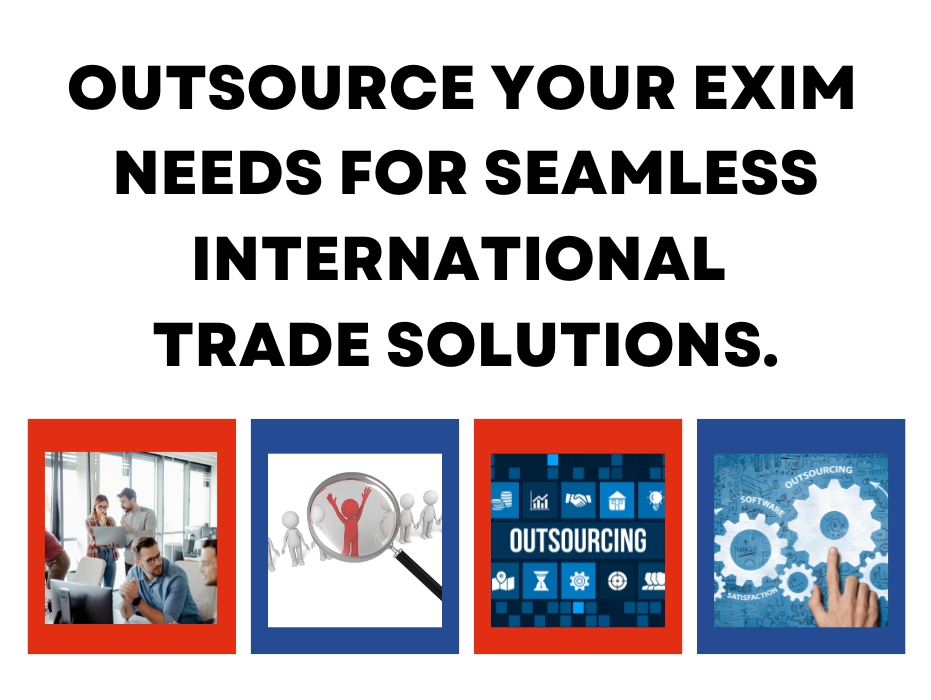 OUTSOURCE YOUR EXIM
NEEDS FOR SEAMLESS
INTERNATIONAL
TRADE SOLUTIONS.
OUTSOURCING
OUTSOURCING
SOFTWARE
SATISFACTION